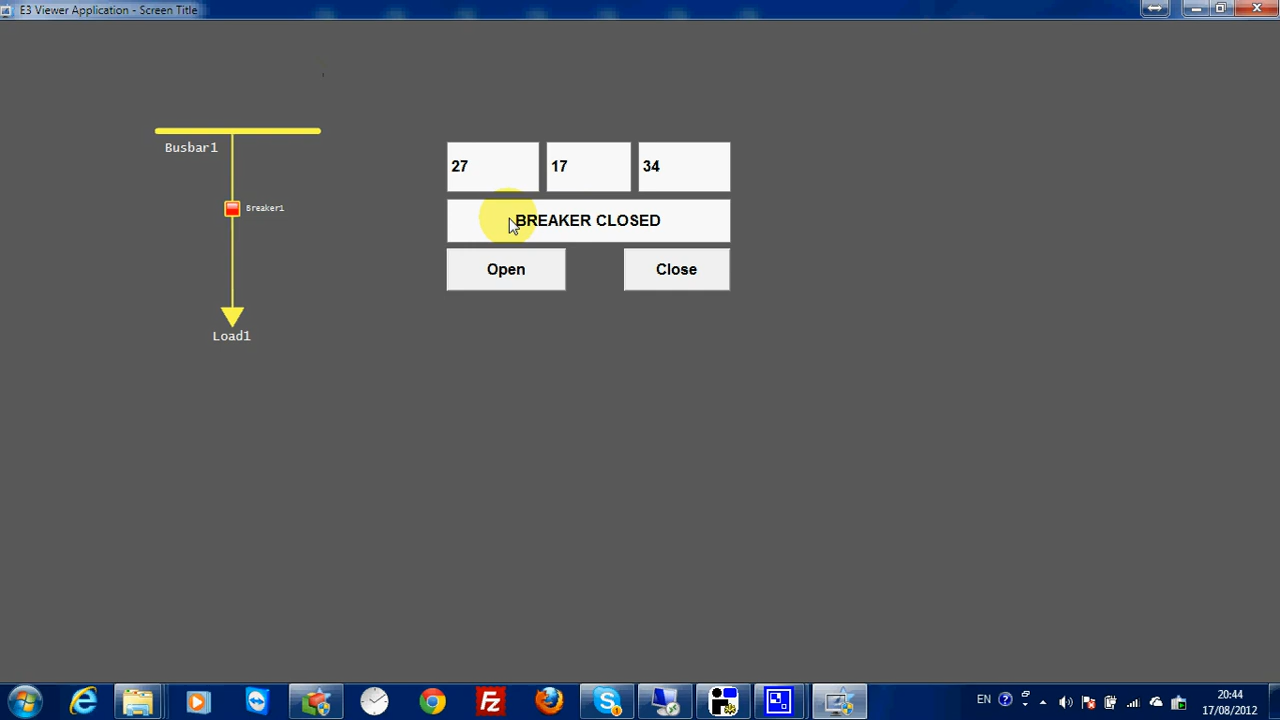 E3 Viewer Application - Screen Title
Busbar1
Breaker1
Load1
27 17 34
BREAKER CLOSED
Open Close
EN
20:44
17/08/2012